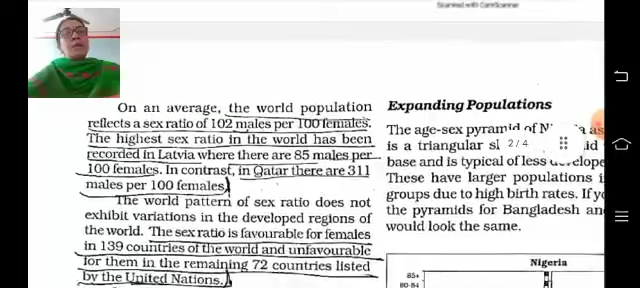 Scanned with CamScanner
On an average, the world population
reflects a sex ratio of 102 males per 100 females.
The highest sex ratio in the world has been
recorded in Latvia where there are 85 males per
100 females. In contrast, in Qatar there are 311
males per 100 females.
The world pattern of sex ratio does not
exhibit variations in the developed regions of
the world. The sex ratio is favourable for females
in 139 countries of the world and unfavourable
for them in the remaining 72 countries listed
by the United Nations.
Expanding Populations
The age-sex pyramid of as
is a triangular
base and is typical of less
These have larger populations
groups due to high birth rates. If
the pyramids for Bangladesh
would look the same.
2/4
Nigeria
85+
80-84